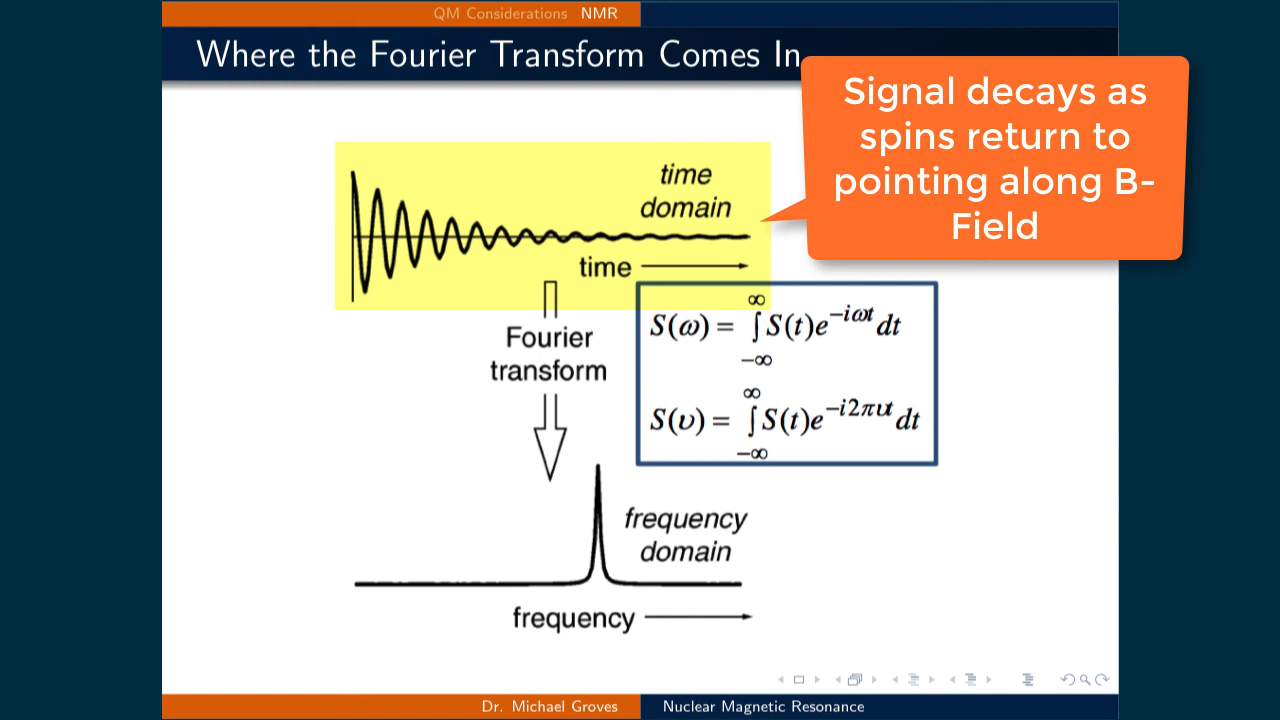 QM Considerations NMR
Where the Fourier Transform Comes In
Signal decays as
spins return to
pointing along B-
Field
time
domain
time
Fourier
transform
S(ω) = ∫_{-∞}^{∞} S(t)e^{-iωt} dt
S(υ) = ∫_{-∞}^{∞} S(t)e^{-i2πυt} dt
frequency
domain
frequency
Dr. Michael Groves Nuclear Magnetic Resonance